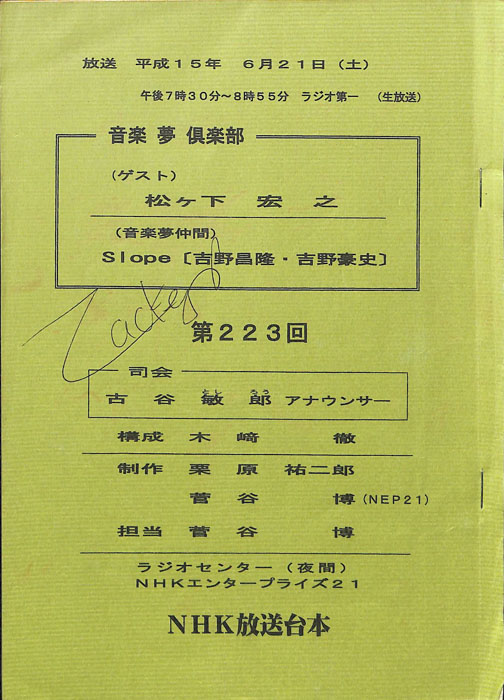 放送　平成１５年　６月２１日（土）
午後７時３０分～８時５５分　ラジオ第一　（生放送）
音楽 夢 倶楽部
（ゲスト）
松ヶ下　宏　之
（音楽夢仲間）
Ｓｌｏｐｅ〔吉野昌隆・吉野豪史〕
Zacker
第２２３回
司会
としろう
古　谷　敏　郎　アナウンサー
構成　木　﨑　　徹
制作　栗　原　祐二郎
菅　谷　　博（NEP21）
担当　菅　谷　　博
ラジオセンター（夜間）
ＮＨＫエンタープライズ２１
ＮＨＫ放送台本